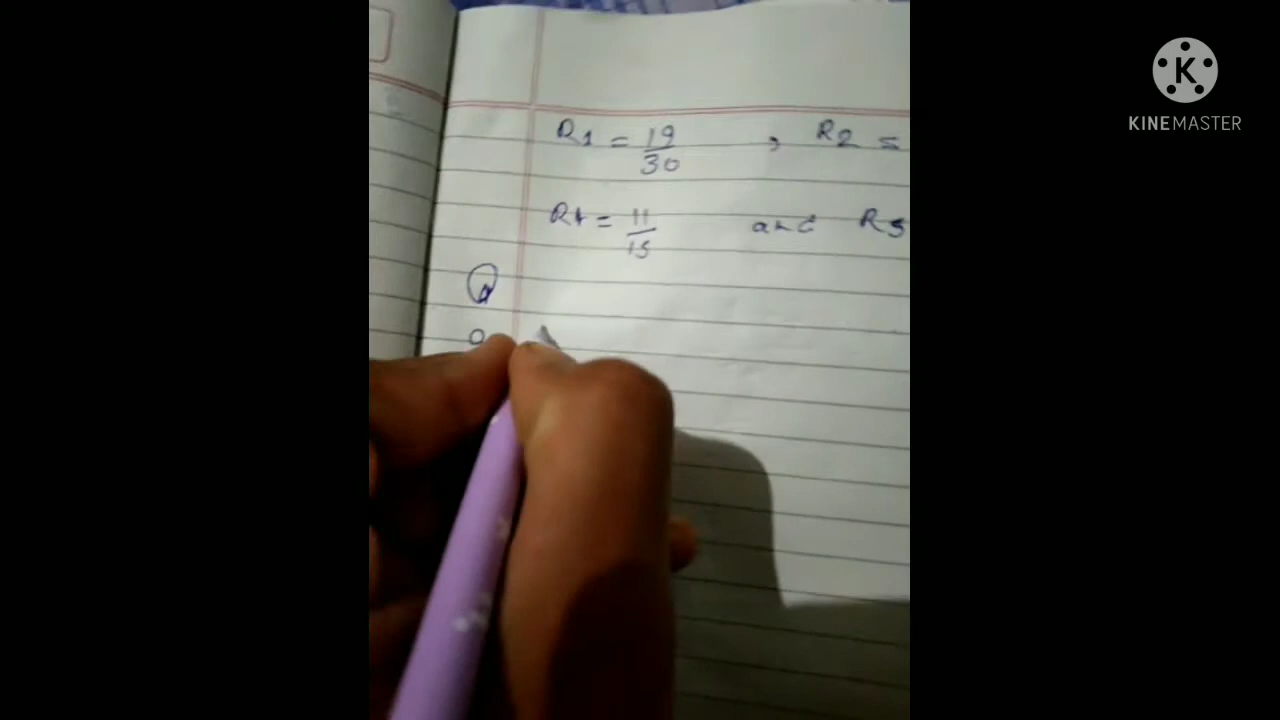 R1 = 19/30 , R2 =
R4 = 11/15 and R5
Q
KINEMASTER